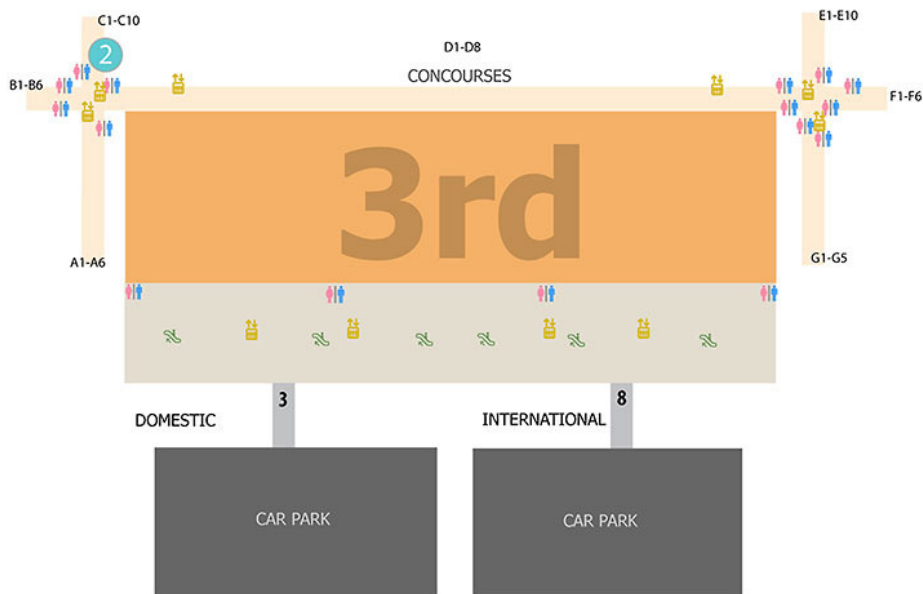 C1-C10
E1-E10
2
D1-D8
B1-B6
CONCOURSES
F1-F6
3rd
A1-A6
G1-G5
3
8
DOMESTIC
INTERNATIONAL
CAR PARK
CAR PARK